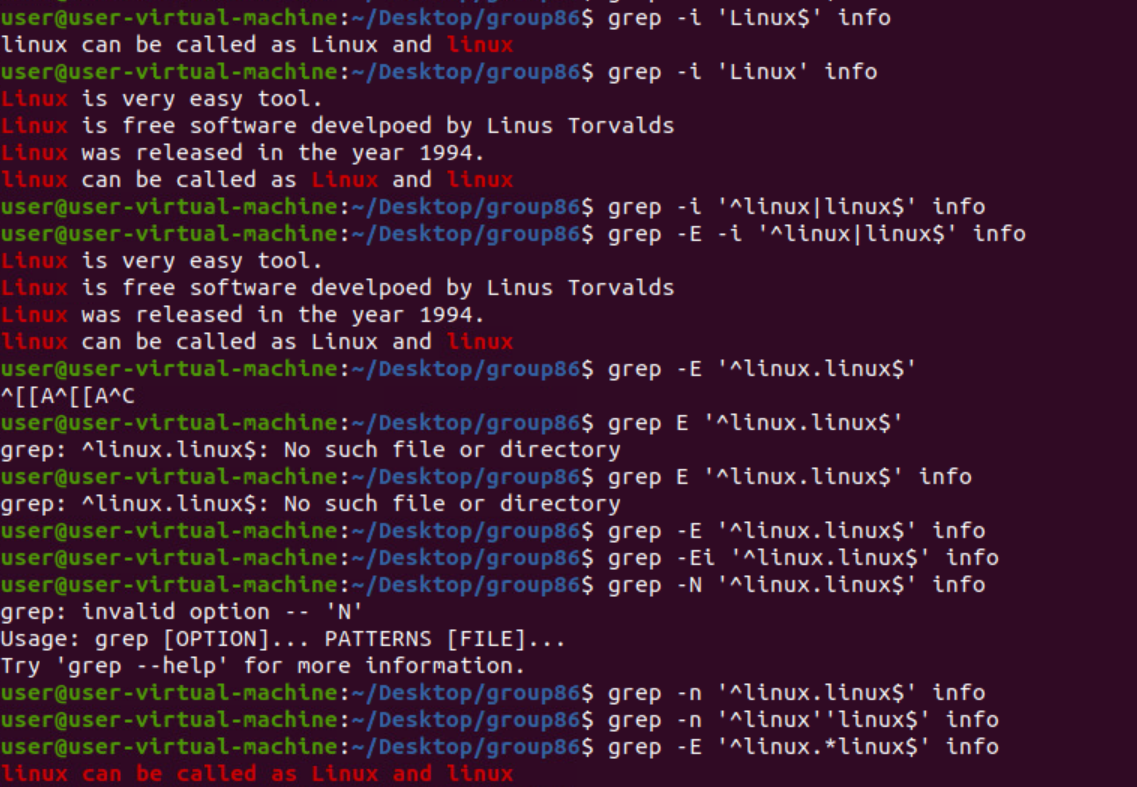 user@user-virtual-machine:~/Desktop/group86$ grep -i 'Linux$' info
linux can be called as Linux and linux
user@user-virtual-machine:~/Desktop/group86$ grep -i 'Linux' info
Linux is very easy tool.
Linux is free software develpoed by Linus Torvalds
Linux was released in the year 1994.
linux can be called as Linux and linux
user@user-virtual-machine:~/Desktop/group86$ grep -i '^linux|linux$' info
user@user-virtual-machine:~/Desktop/group86$ grep -E -i '^linux|linux$' info
Linux is very easy tool.
Linux is free software develpoed by Linus Torvalds
Linux was released in the year 1994.
linux can be called as Linux and linux
user@user-virtual-machine:~/Desktop/group86$ grep -E '^linux.linux$'
^[[A^[[A^C
user@user-virtual-machine:~/Desktop/group86$ grep E '^linux.linux$'
grep: ^linux.linux$: No such file or directory
user@user-virtual-machine:~/Desktop/group86$ grep E '^linux.linux$' info
grep: ^linux.linux$: No such file or directory
user@user-virtual-machine:~/Desktop/group86$ grep -E '^linux.linux$' info
user@user-virtual-machine:~/Desktop/group86$ grep -Ei '^linux.linux$' info
user@user-virtual-machine:~/Desktop/group86$ grep -N '^linux.linux$' info
grep: invalid option -- 'N'
Usage: grep [OPTION]... PATTERNS [FILE]...
Try 'grep --help' for more information.
user@user-virtual-machine:~/Desktop/group86$ grep -n '^linux.linux$' info
user@user-virtual-machine:~/Desktop/group86$ grep -n '^linux''linux$' info
user@user-virtual-machine:~/Desktop/group86$ grep -E '^linux.*linux$' info
linux can be called as Linux and linux